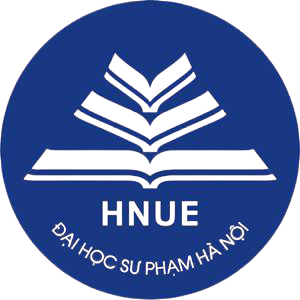 HNUE
ĐẠI HỌC SƯ PHẠM HÀ NỘI